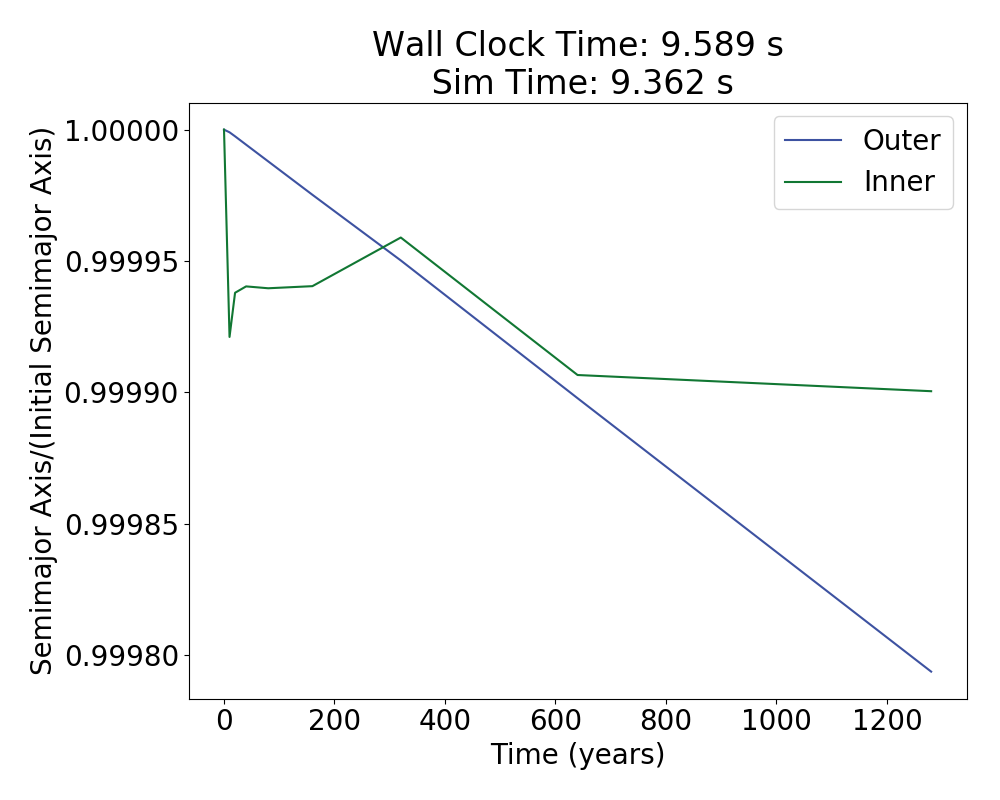 Wall Clock Time: 9.589 s
Sim Time: 9.362 s
Semimajor Axis/(Initial Semimajor Axis)
1.00000
0.99995
0.99990
0.99985
0.99980
Outer
Inner
0 200 400 600 800 1000 1200
Time (years)